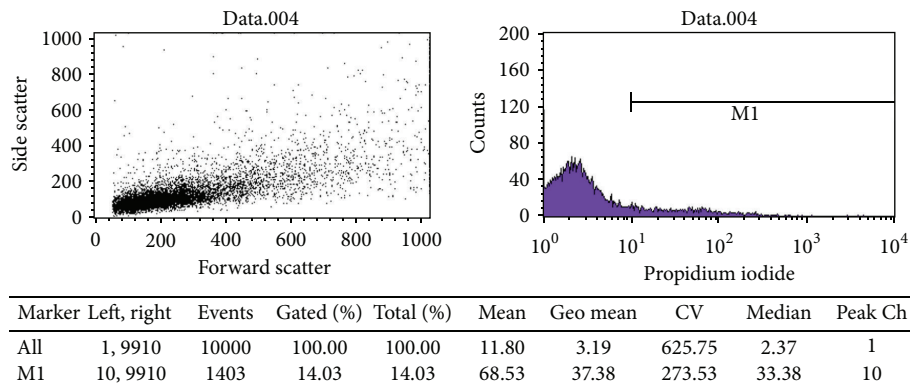 Data.004
1000
800
600
400
200
0
Side scatter
0 200 400 600 800 1000
Forward scatter
Data.004
200
160
120
80
40
0
Counts
M1
10^0 10^1 10^2 10^3 10^4
Propidium iodide
Marker Left, right Events Gated (%) Total (%) Mean Geo mean CV Median Peak Ch
All 1, 9910 10000 100.00 100.00 11.80 3.19 625.75 2.37 1
M1 10, 9910 1403 14.03 14.03 68.53 37.38 273.53 33.38 10